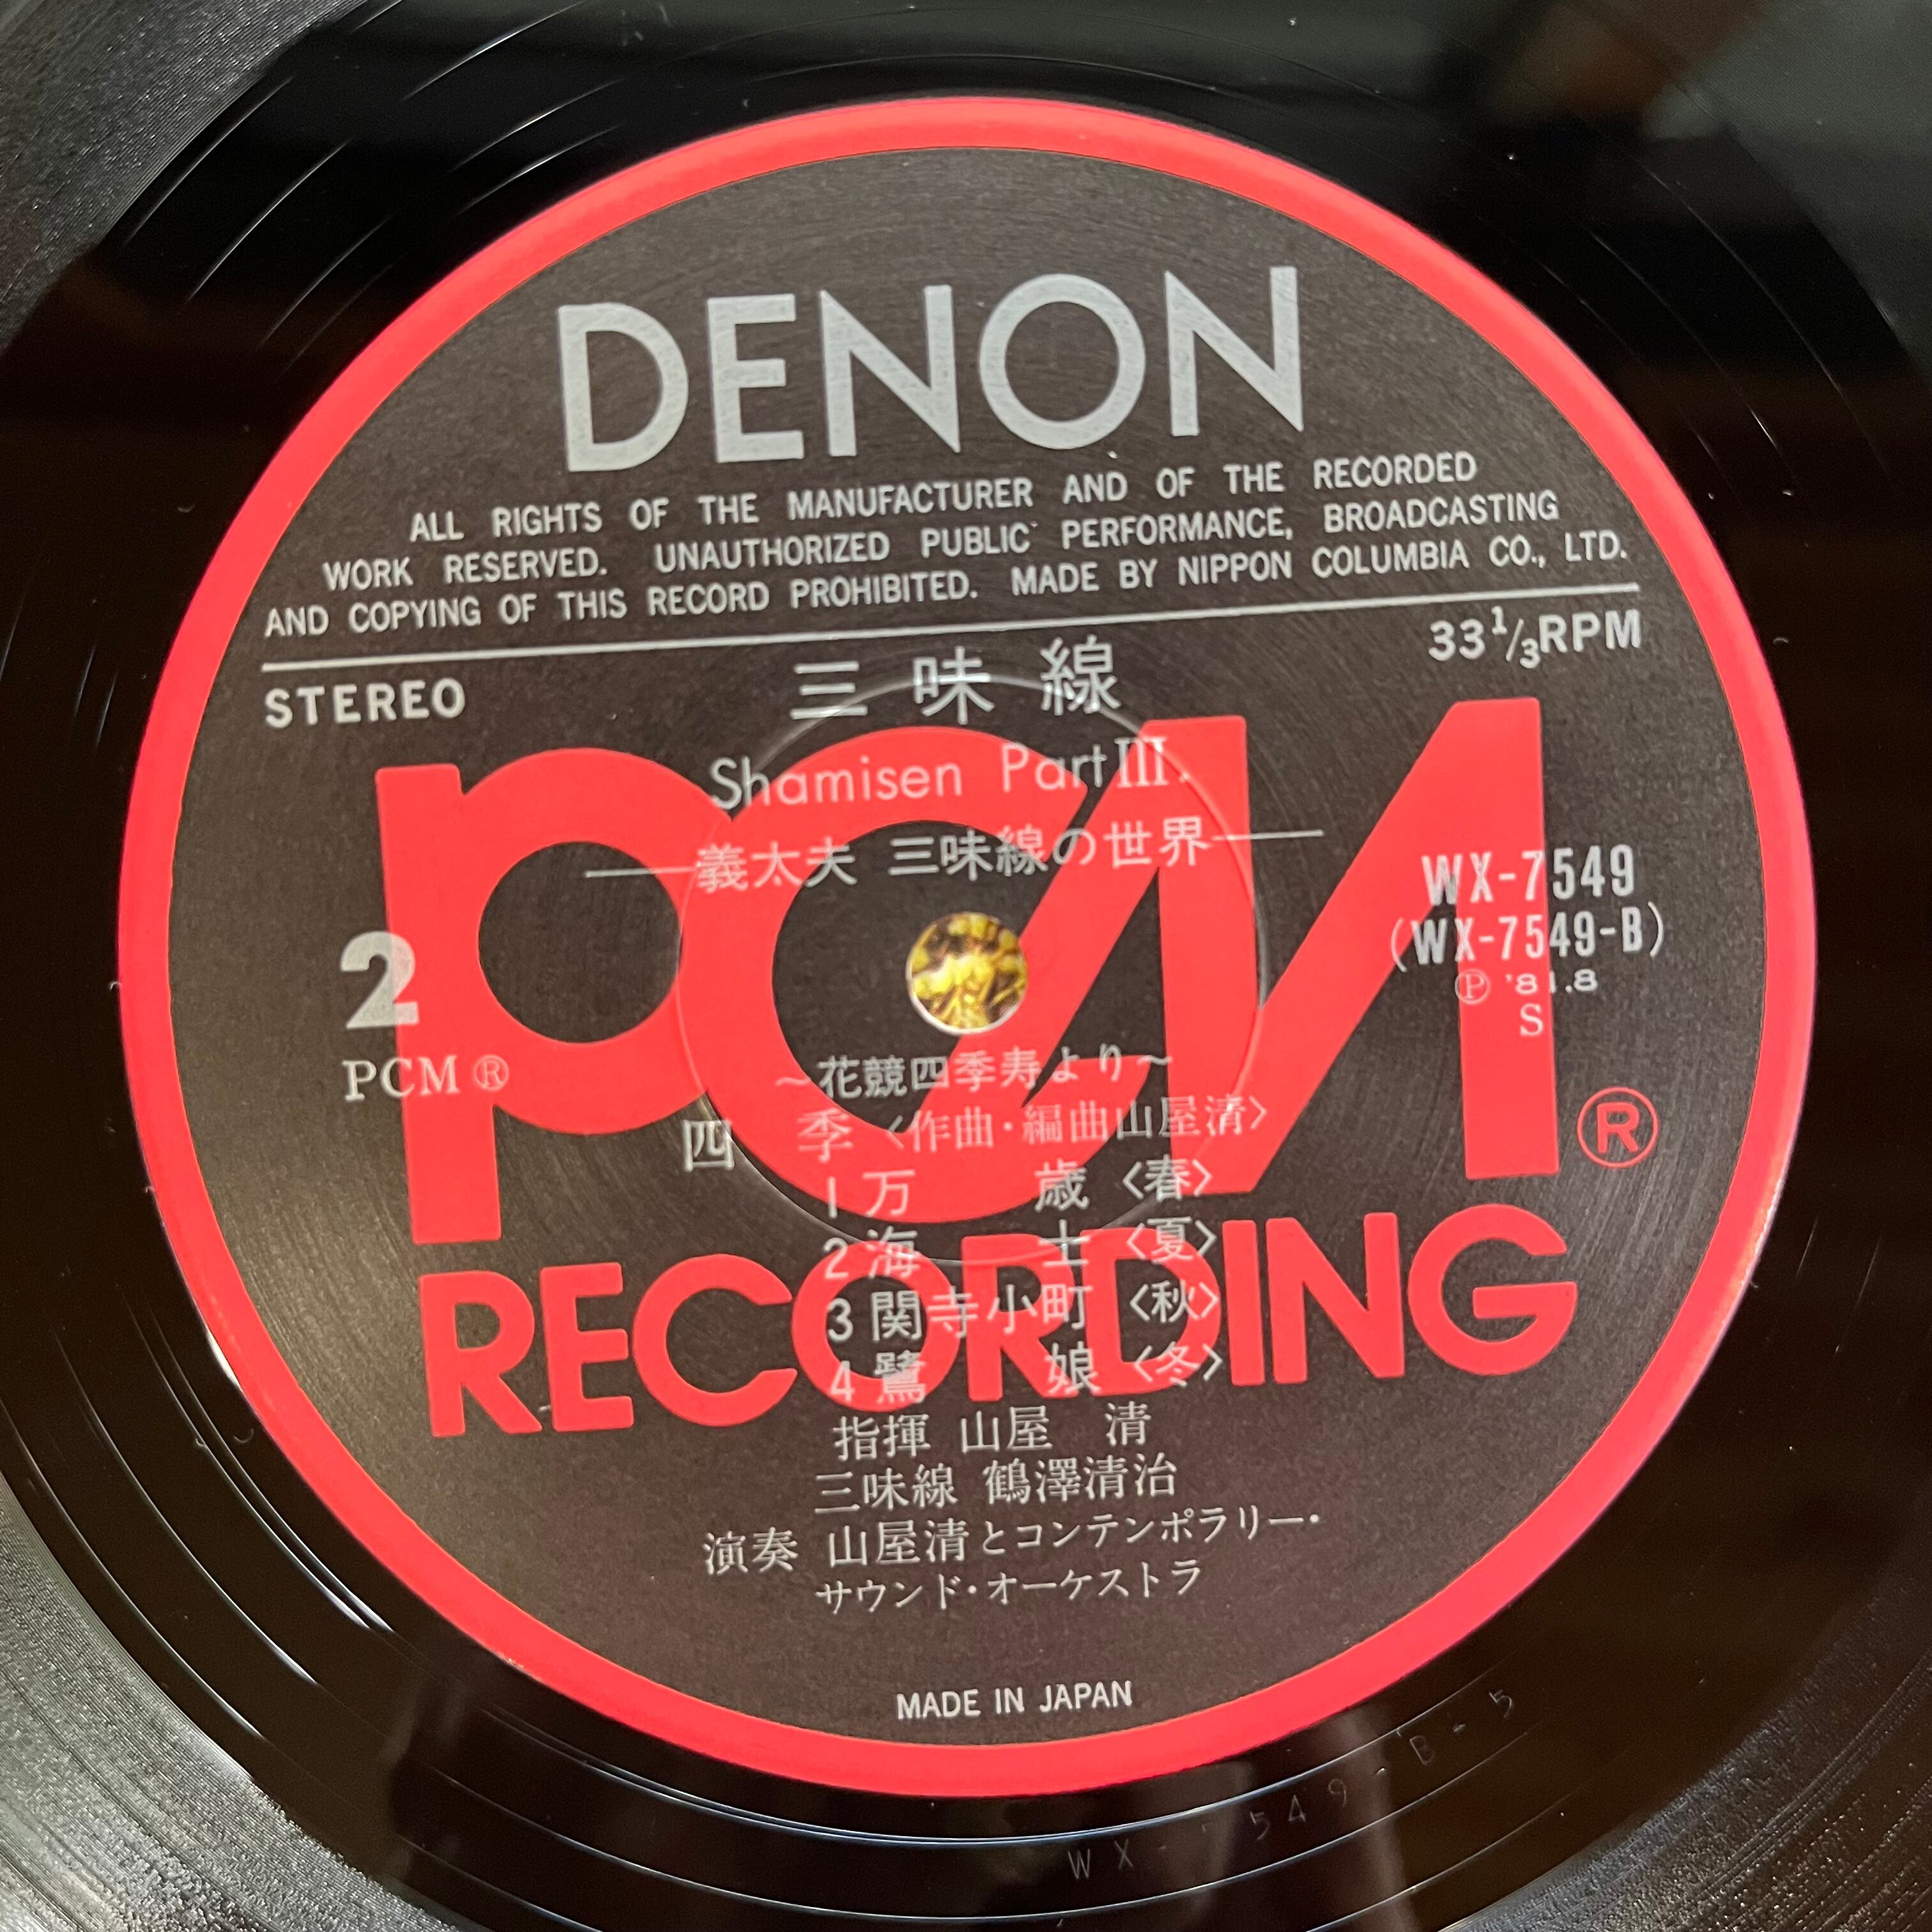 DENON
ALL RIGHTS OF THE MANUFACTURER AND OF THE RECORDED
WORK RESERVED. UNAUTHORIZED PUBLIC PERFORMANCE, BROADCASTING
AND COPYING OF THIS RECORD PROHIBITED. MADE BY NIPPON COLUMBIA CO., LTD.
33 1/3 RPM
STEREO
三味線
Shamisen Part III
——義太夫 三味線の世界——
WX-7549
(WX-7549-B)
Ⓟ '81.8
S
2
PCM®
PCM®
RECORDING
~花競四季寿より~
四 季〈作曲・編曲山屋清〉
1 万 歳〈春〉
2 海 士〈夏〉
3 関寺小町〈秋〉
4 鷺 娘〈冬〉
指揮 山屋 清
三味線 鶴澤清治
演奏 山屋清とコンテンポラリー・
サウンド・オーケストラ
MADE IN JAPAN
WX-7549-B-5